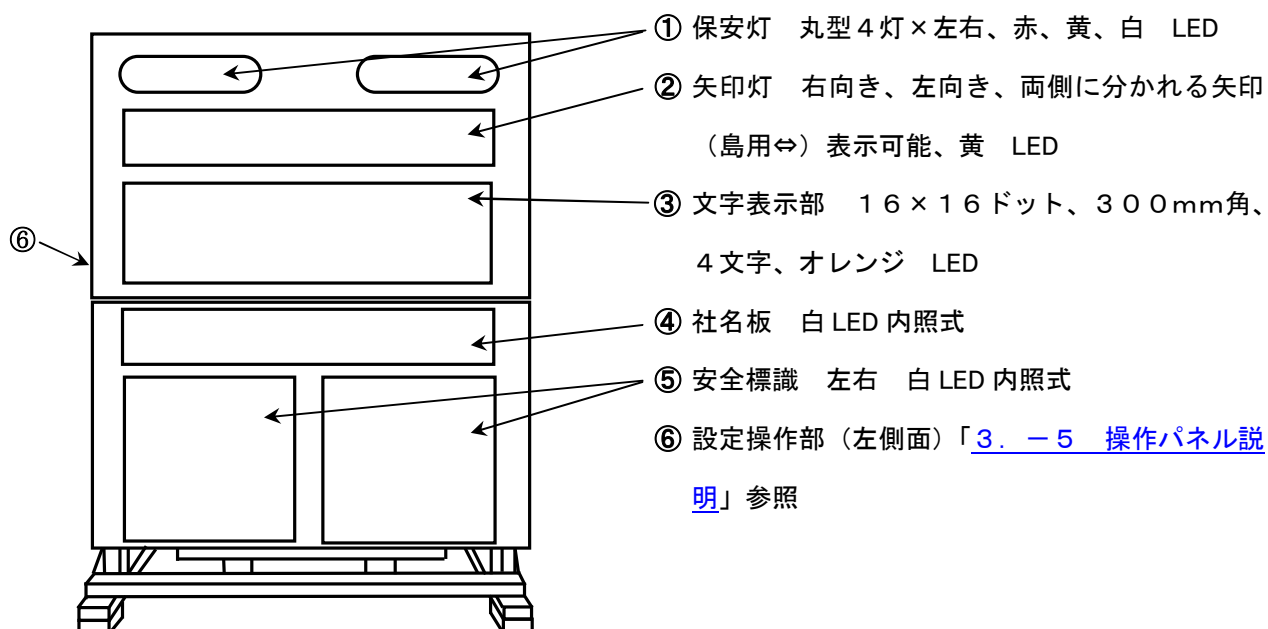 ① 保安灯　丸型４灯×左右、赤、黄、白　LED
② 矢印灯　右向き、左向き、両側に分かれる矢印
（島用⇔）表示可能、黄　LED
③ 文字表示部　１６×１６ドット、３００ｍｍ角、
４文字、オレンジ　LED
④ 社名板　白 LED 内照式
⑤ 安全標識　左右　白 LED 内照式
⑥ 設定操作部（左側面）「３．－５　操作パネル説
明」参照
⑥